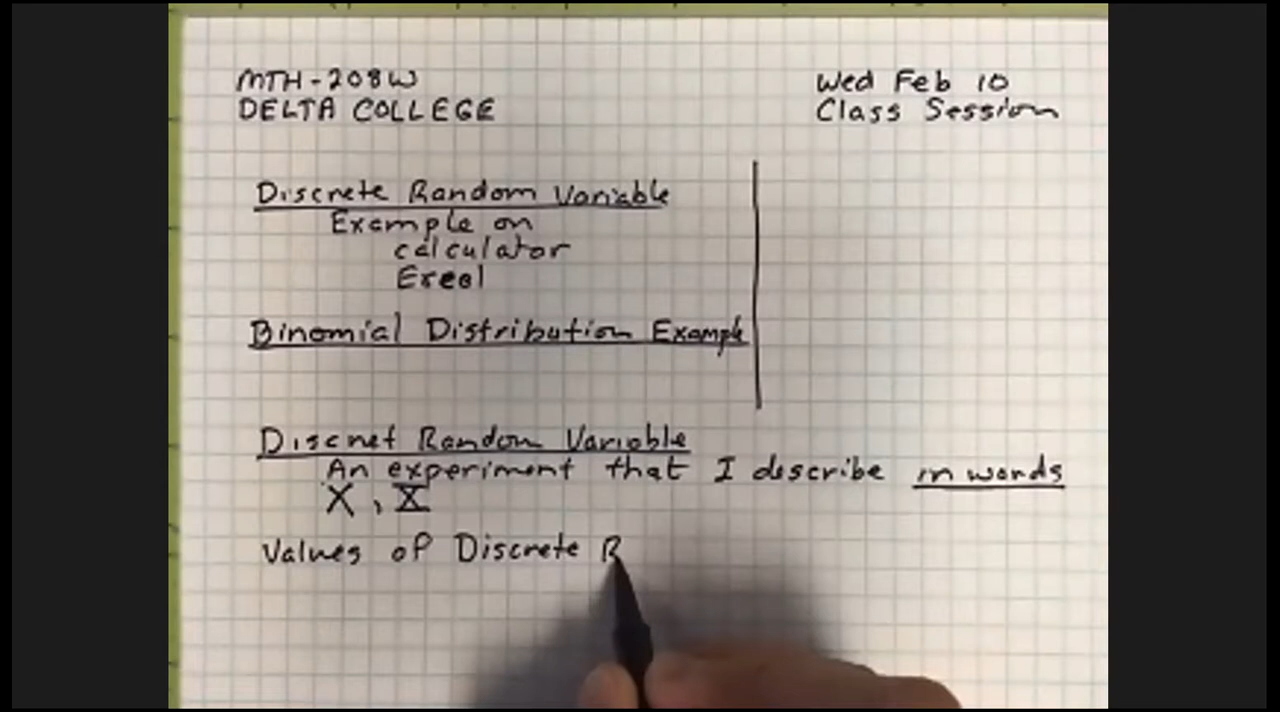 MTH-208W
DELTA COLLEGE
Wed Feb 10
Class Session
Discrete Random Variable
Example on
calculator
Excel
Binomial Distribution Example
Discret Random Variable
An experiment that I describe in words
X, X
Values of Discrete R